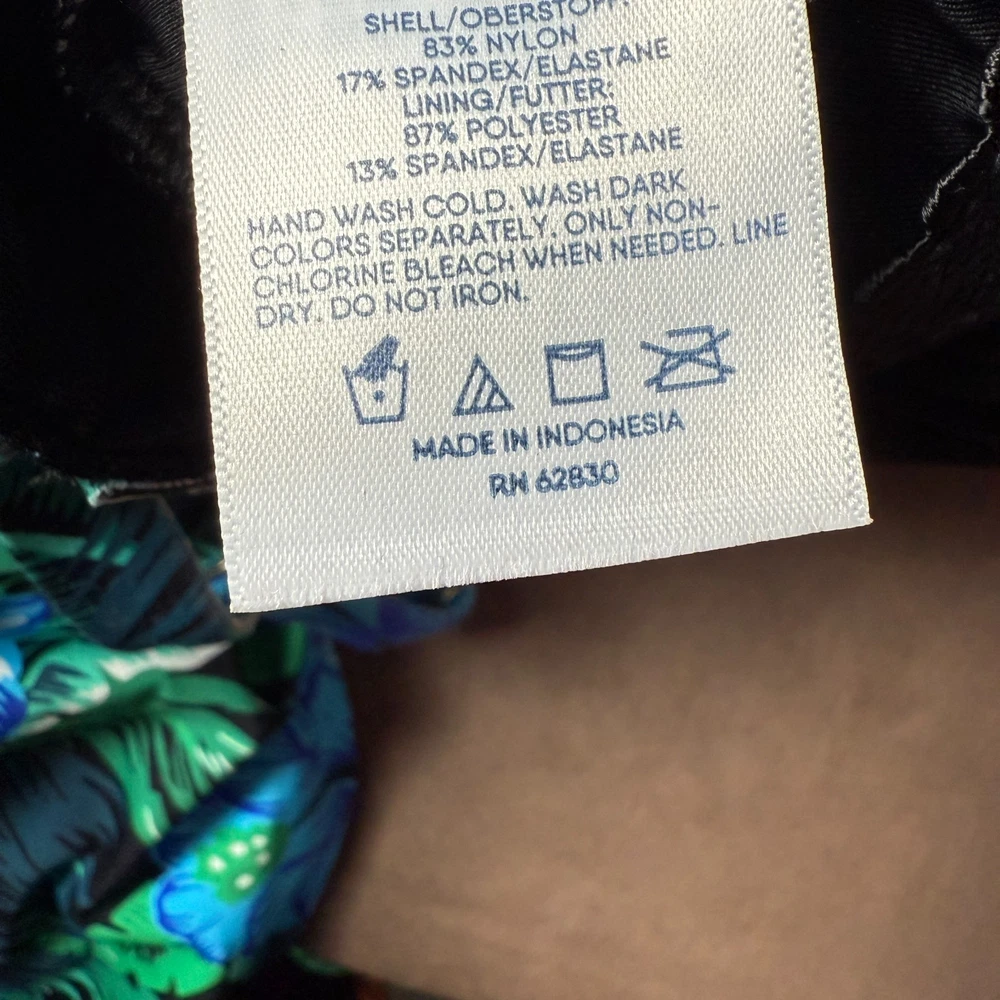 SHELL/OBERSTOFF:
83% NYLON
17% SPANDEX/ELASTANE
LINING/FUTTER:
87% POLYESTER
13% SPANDEX/ELASTANE
HAND WASH COLD. WASH DARK
COLORS SEPARATELY. ONLY NON-
CHLORINE BLEACH WHEN NEEDED. LINE
DRY. DO NOT IRON.
MADE IN INDONESIA
RN 62830